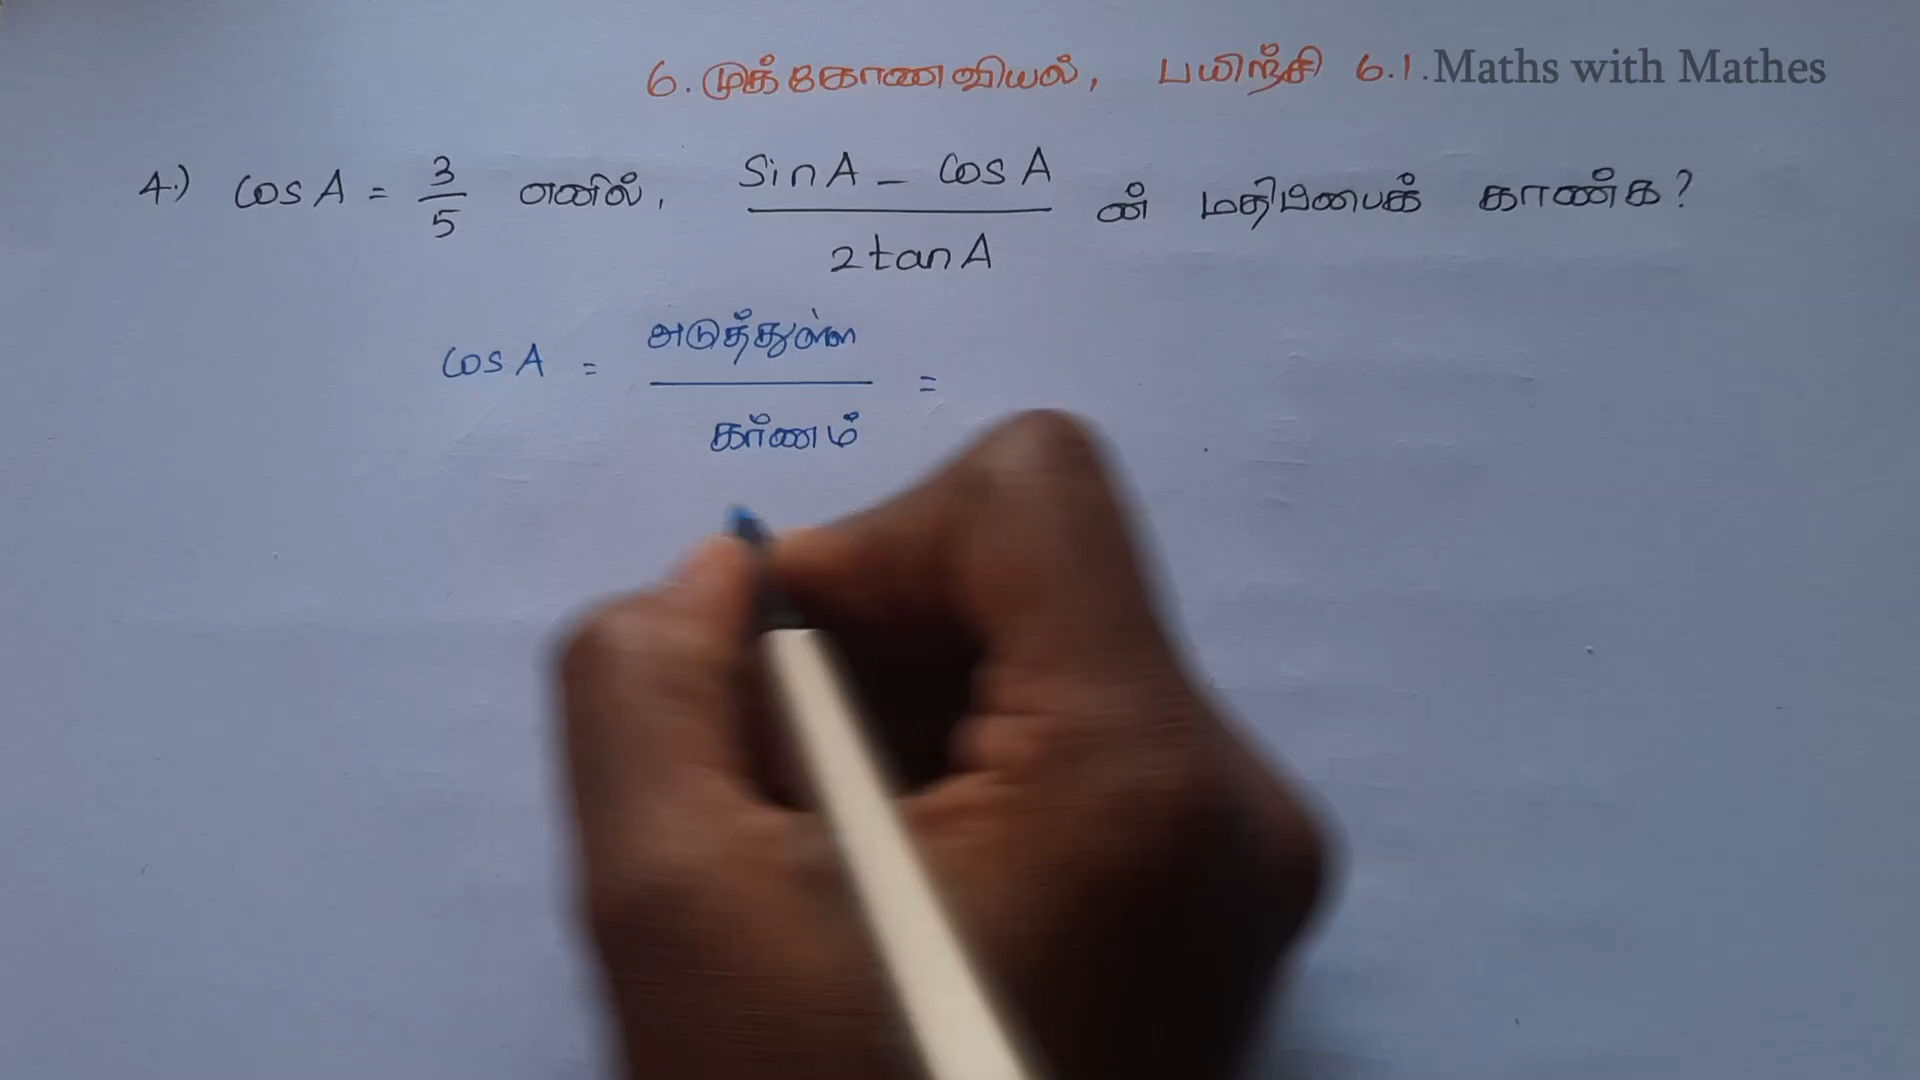 6. முக்கோணவியல், பயிற்சி 6.1. Maths with Mathes
4.) cos A = 3/5 எனில், (sin A - cos A)/(2 tan A) ன் மதிப்பைக் காண்க?
cos A = அடுத்துள்ள/கர்ணம் =